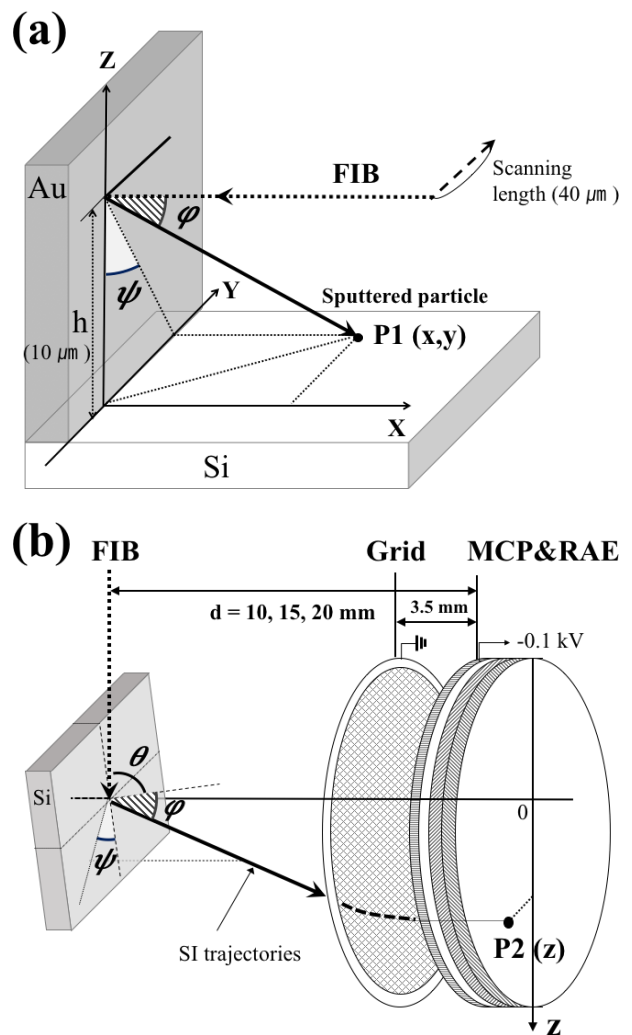 (a)
Z
Au
FIB
Scanning
length (40 ㎛ )
φ
ψ
Y
Sputtered particle
h
(10 ㎛ )
P1 (x,y)
X
Si
(b)
FIB
Grid
MCP&RAE
d = 10, 15, 20 mm
3.5 mm
-0.1 kV
θ
Si
φ
0
ψ
SI trajectories
P2 (z)
z